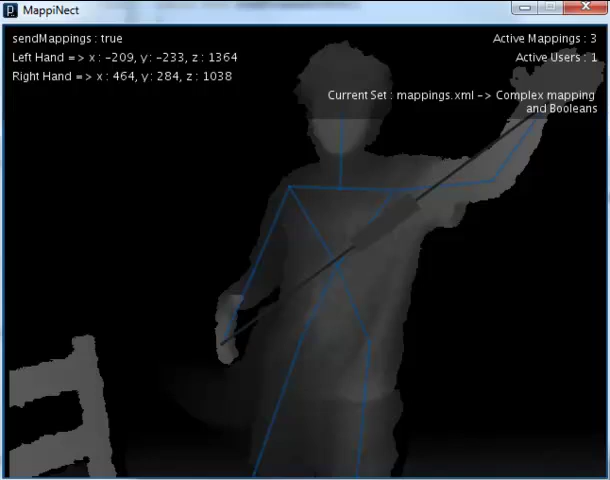 MappiNect
sendMappings : true
Left Hand => x : -209, y: -233, z : 1364
Right Hand => x : 464, y: 284, z : 1038
Active Mappings : 3
Active Users : 1
Current Set : mappings.xml -> Complex mapping
and Booleans